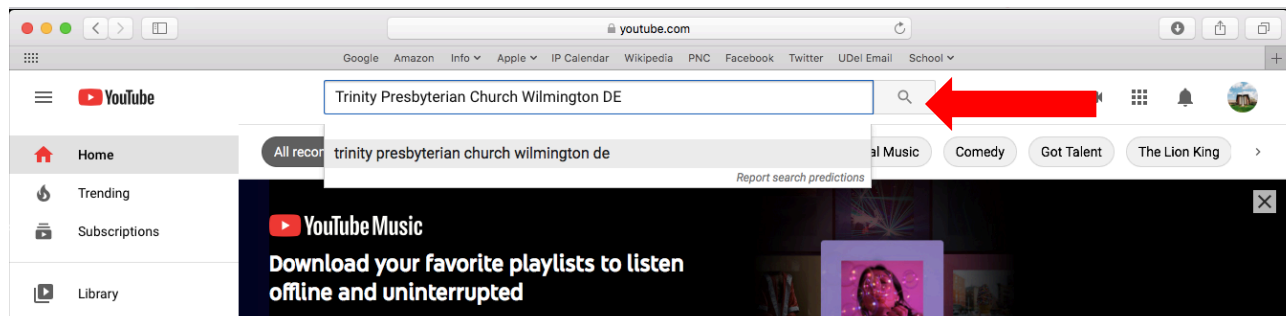 youtube.com
Google Amazon Info Apple IP Calendar Wikipedia PNC Facebook Twitter UDel Email School
YouTube
Trinity Presbyterian Church Wilmington DE
All recor
trinity presbyterian church wilmington de
al Music Comedy Got Talent The Lion King
Report search predictions
Home
Trending
Subscriptions
Library
YouTube Music
Download your favorite playlists to listen
offline and uninterrupted